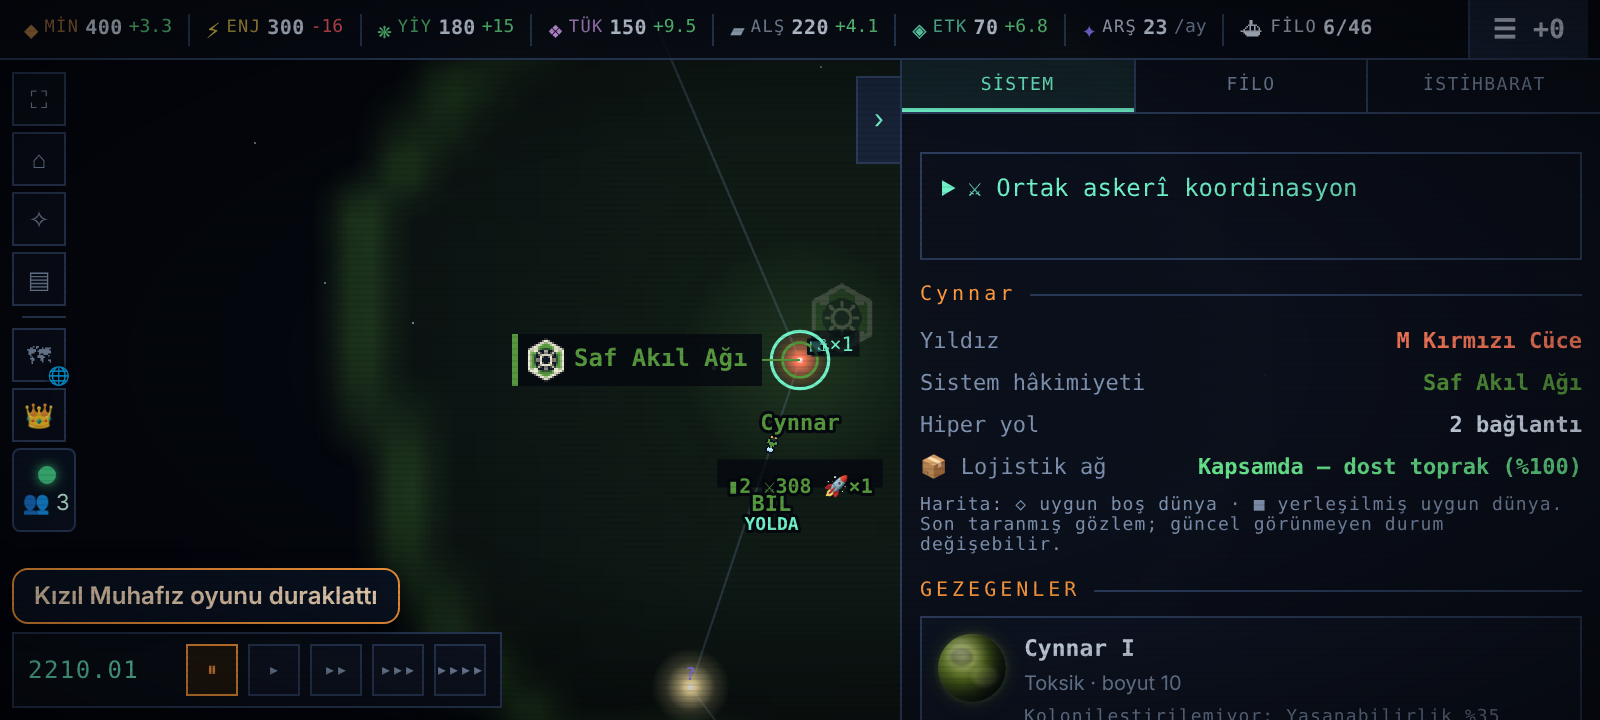 MİN 400 +3.3
ENJ 300 -16
YİY 180 +15
TÜK 150 +9.5
ALŞ 220 +4.1
ETK 70 +6.8
ARŞ 23 /ay
FİLO 6/46
☰ +0
SİSTEM
FİLO
İSTİHBARAT
▶ ⚔ Ortak askerî koordinasyon
Cynnar
Yıldız M Kırmızı Cüce
Sistem hâkimiyeti Saf Akıl Ağı
Hiper yol 2 bağlantı
Lojistik ağ Kapsamda — dost toprak (%100)
Harita: ◇ uygun boş dünya · ■ yerleşilmiş uygun dünya.
Son taranmış gözlem; güncel görünmeyen durum
değişebilir.
GEZEGENLER
Cynnar I
Toksik · boyut 10
Kolonileştirilemiyor: Yaşanabilirlik %35
Saf Akıl Ağı
×1
Cynnar
2 ⚔308 🚀×1
BİL
YOLDA
?
3
Kızıl Muhafız oyunu duraklattı
2210.01